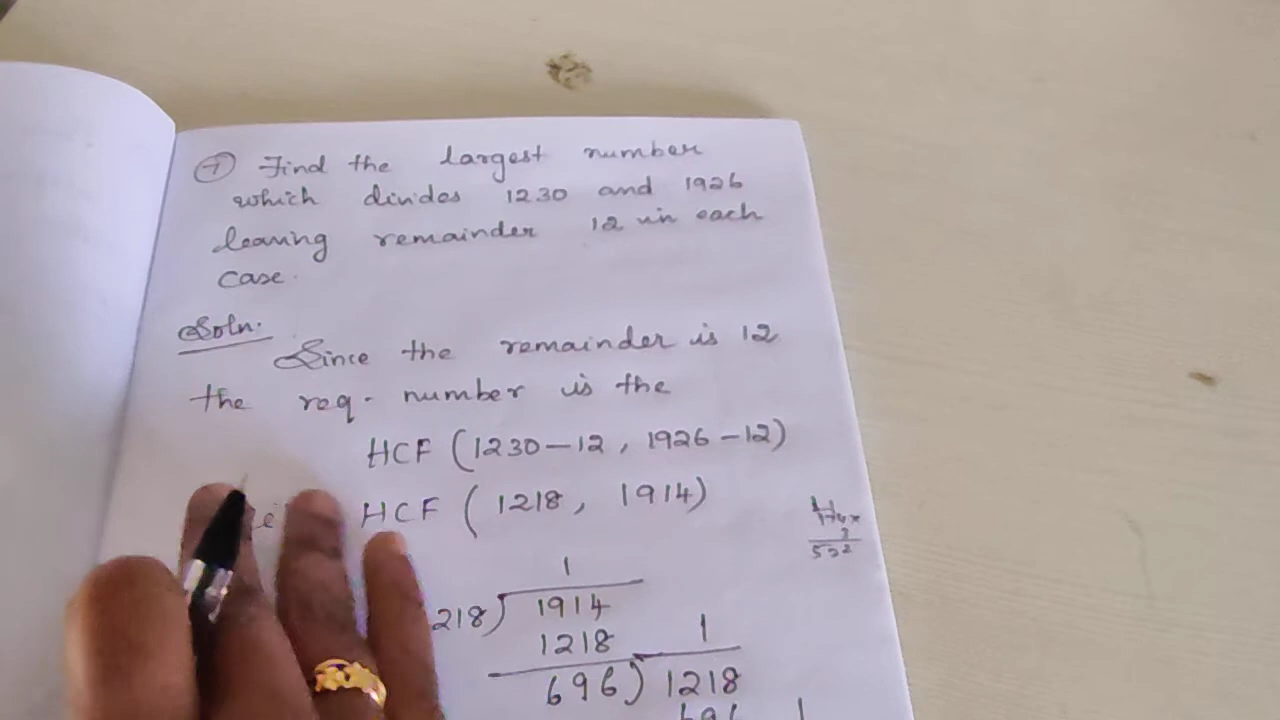 7 Find the largest number
which divides 1230 and 1926
leaving remainder 12 in each
case.
Soln.
Since the remainder is 12
the req. number is the
HCF (1230-12, 1926-12)
HCF (1218, 1914)
1
218) 1914
1218 1
696) 1218
696 1